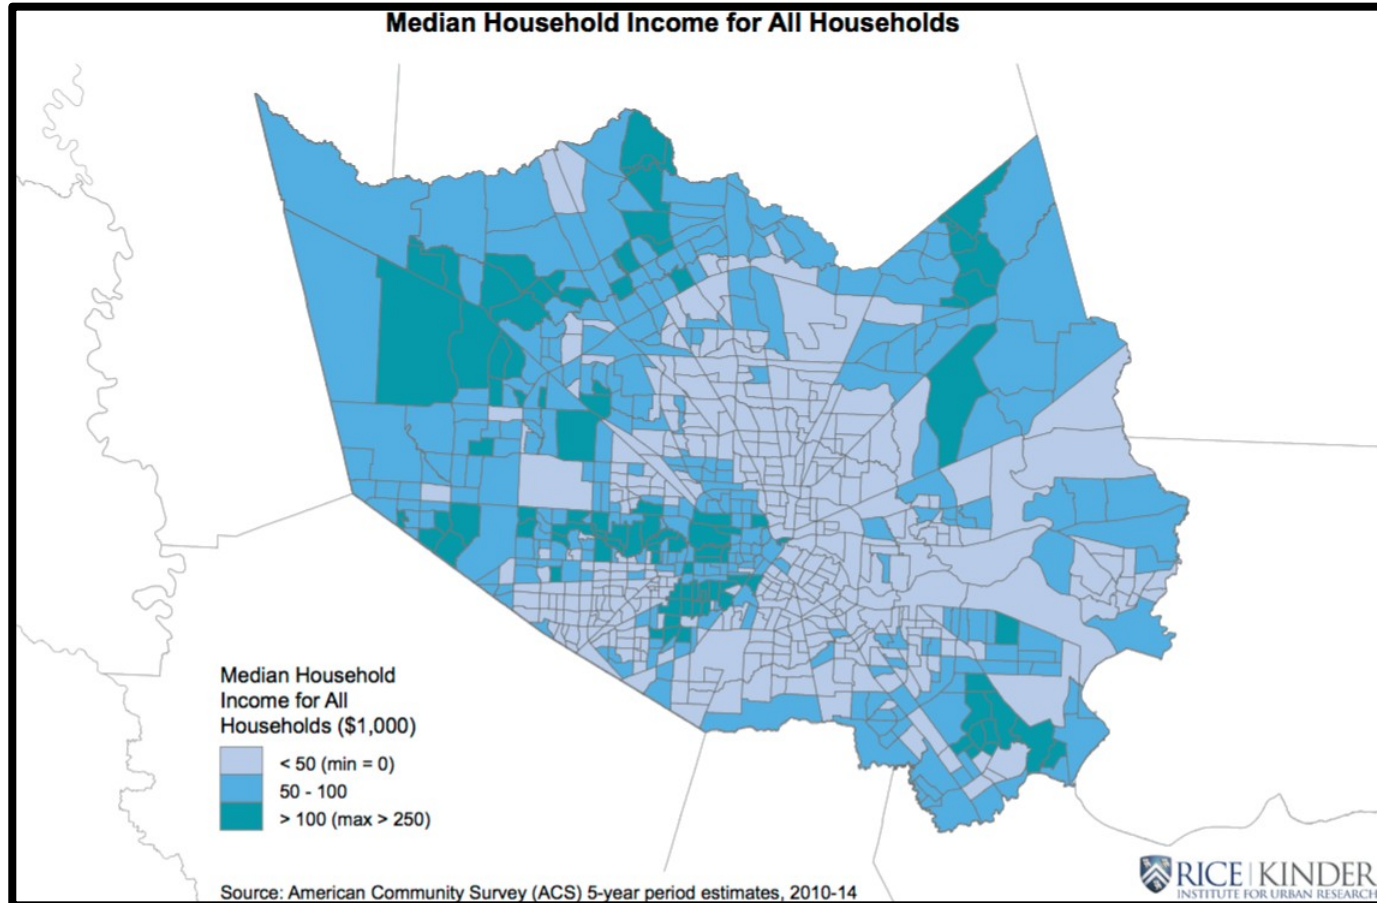 Median Household Income for All Households
Median Household
Income for All
Households ($1,000)
< 50 (min = 0)
50 - 100
> 100 (max > 250)
Source: American Community Survey (ACS) 5-year period estimates, 2010-14
RICE | KINDER
INSTITUTE FOR URBAN RESEARCH